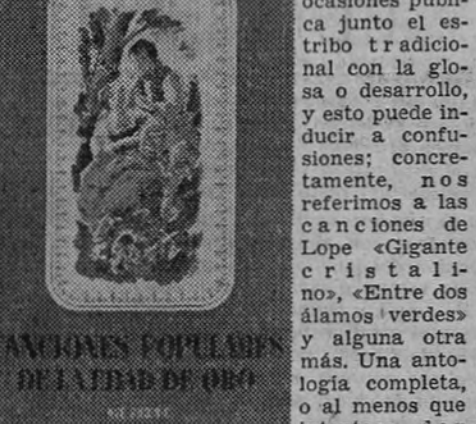 CANCIONES POPULARES
DE LA EDAD DE ORO
ocasiones publi-
ca junto el es-
tribo tradicio-
nal con la glo-
sa o desarrollo,
y esto puede in-
ducir a confu-
siones; concre-
tamente, nos
referimos a las
canciones de
Lope «Gigante
cristali-
no», «Entre dos
álamos verdes»
y alguna otra
más. Una anto-
logía completa,
o al menos que